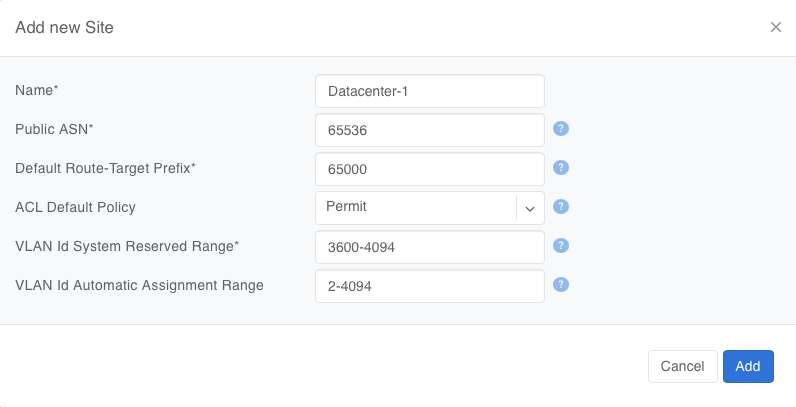 Add new Site
×
Name*
Datacenter-1
Public ASN*
65536
?
Default Route-Target Prefix*
65000
?
ACL Default Policy
Permit
?
VLAN Id System Reserved Range*
3600-4094
?
VLAN Id Automatic Assignment Range
2-4094
?
Cancel
Add